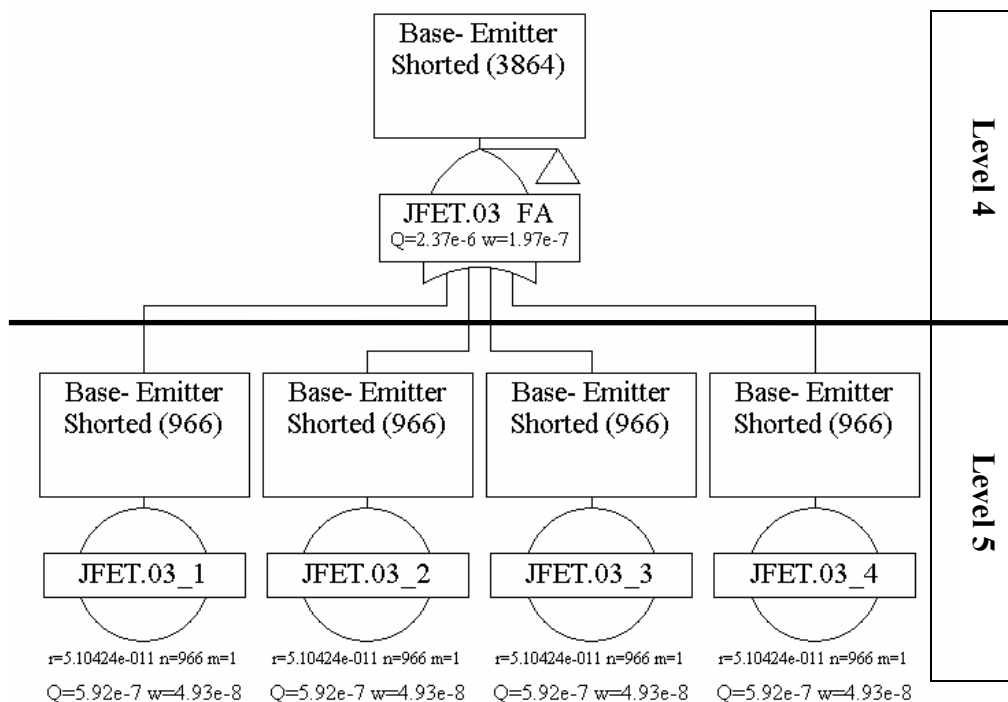 Base- Emitter
Shorted (3864)
Level 4
JFET.03 FA
Q=2.37e-6 w=1.97e-7
Base- Emitter
Shorted (966)
Base- Emitter
Shorted (966)
Base- Emitter
Shorted (966)
Base- Emitter
Shorted (966)
Level 5
JFET.03_1
JFET.03_2
JFET.03_3
JFET.03_4
r=5.10424e-011 n=966 m=1
r=5.10424e-011 n=966 m=1
r=5.10424e-011 n=966 m=1
r=5.10424e-011 n=966 m=1
Q=5.92e-7 w=4.93e-8
Q=5.92e-7 w=4.93e-8
Q=5.92e-7 w=4.93e-8
Q=5.92e-7 w=4.93e-8